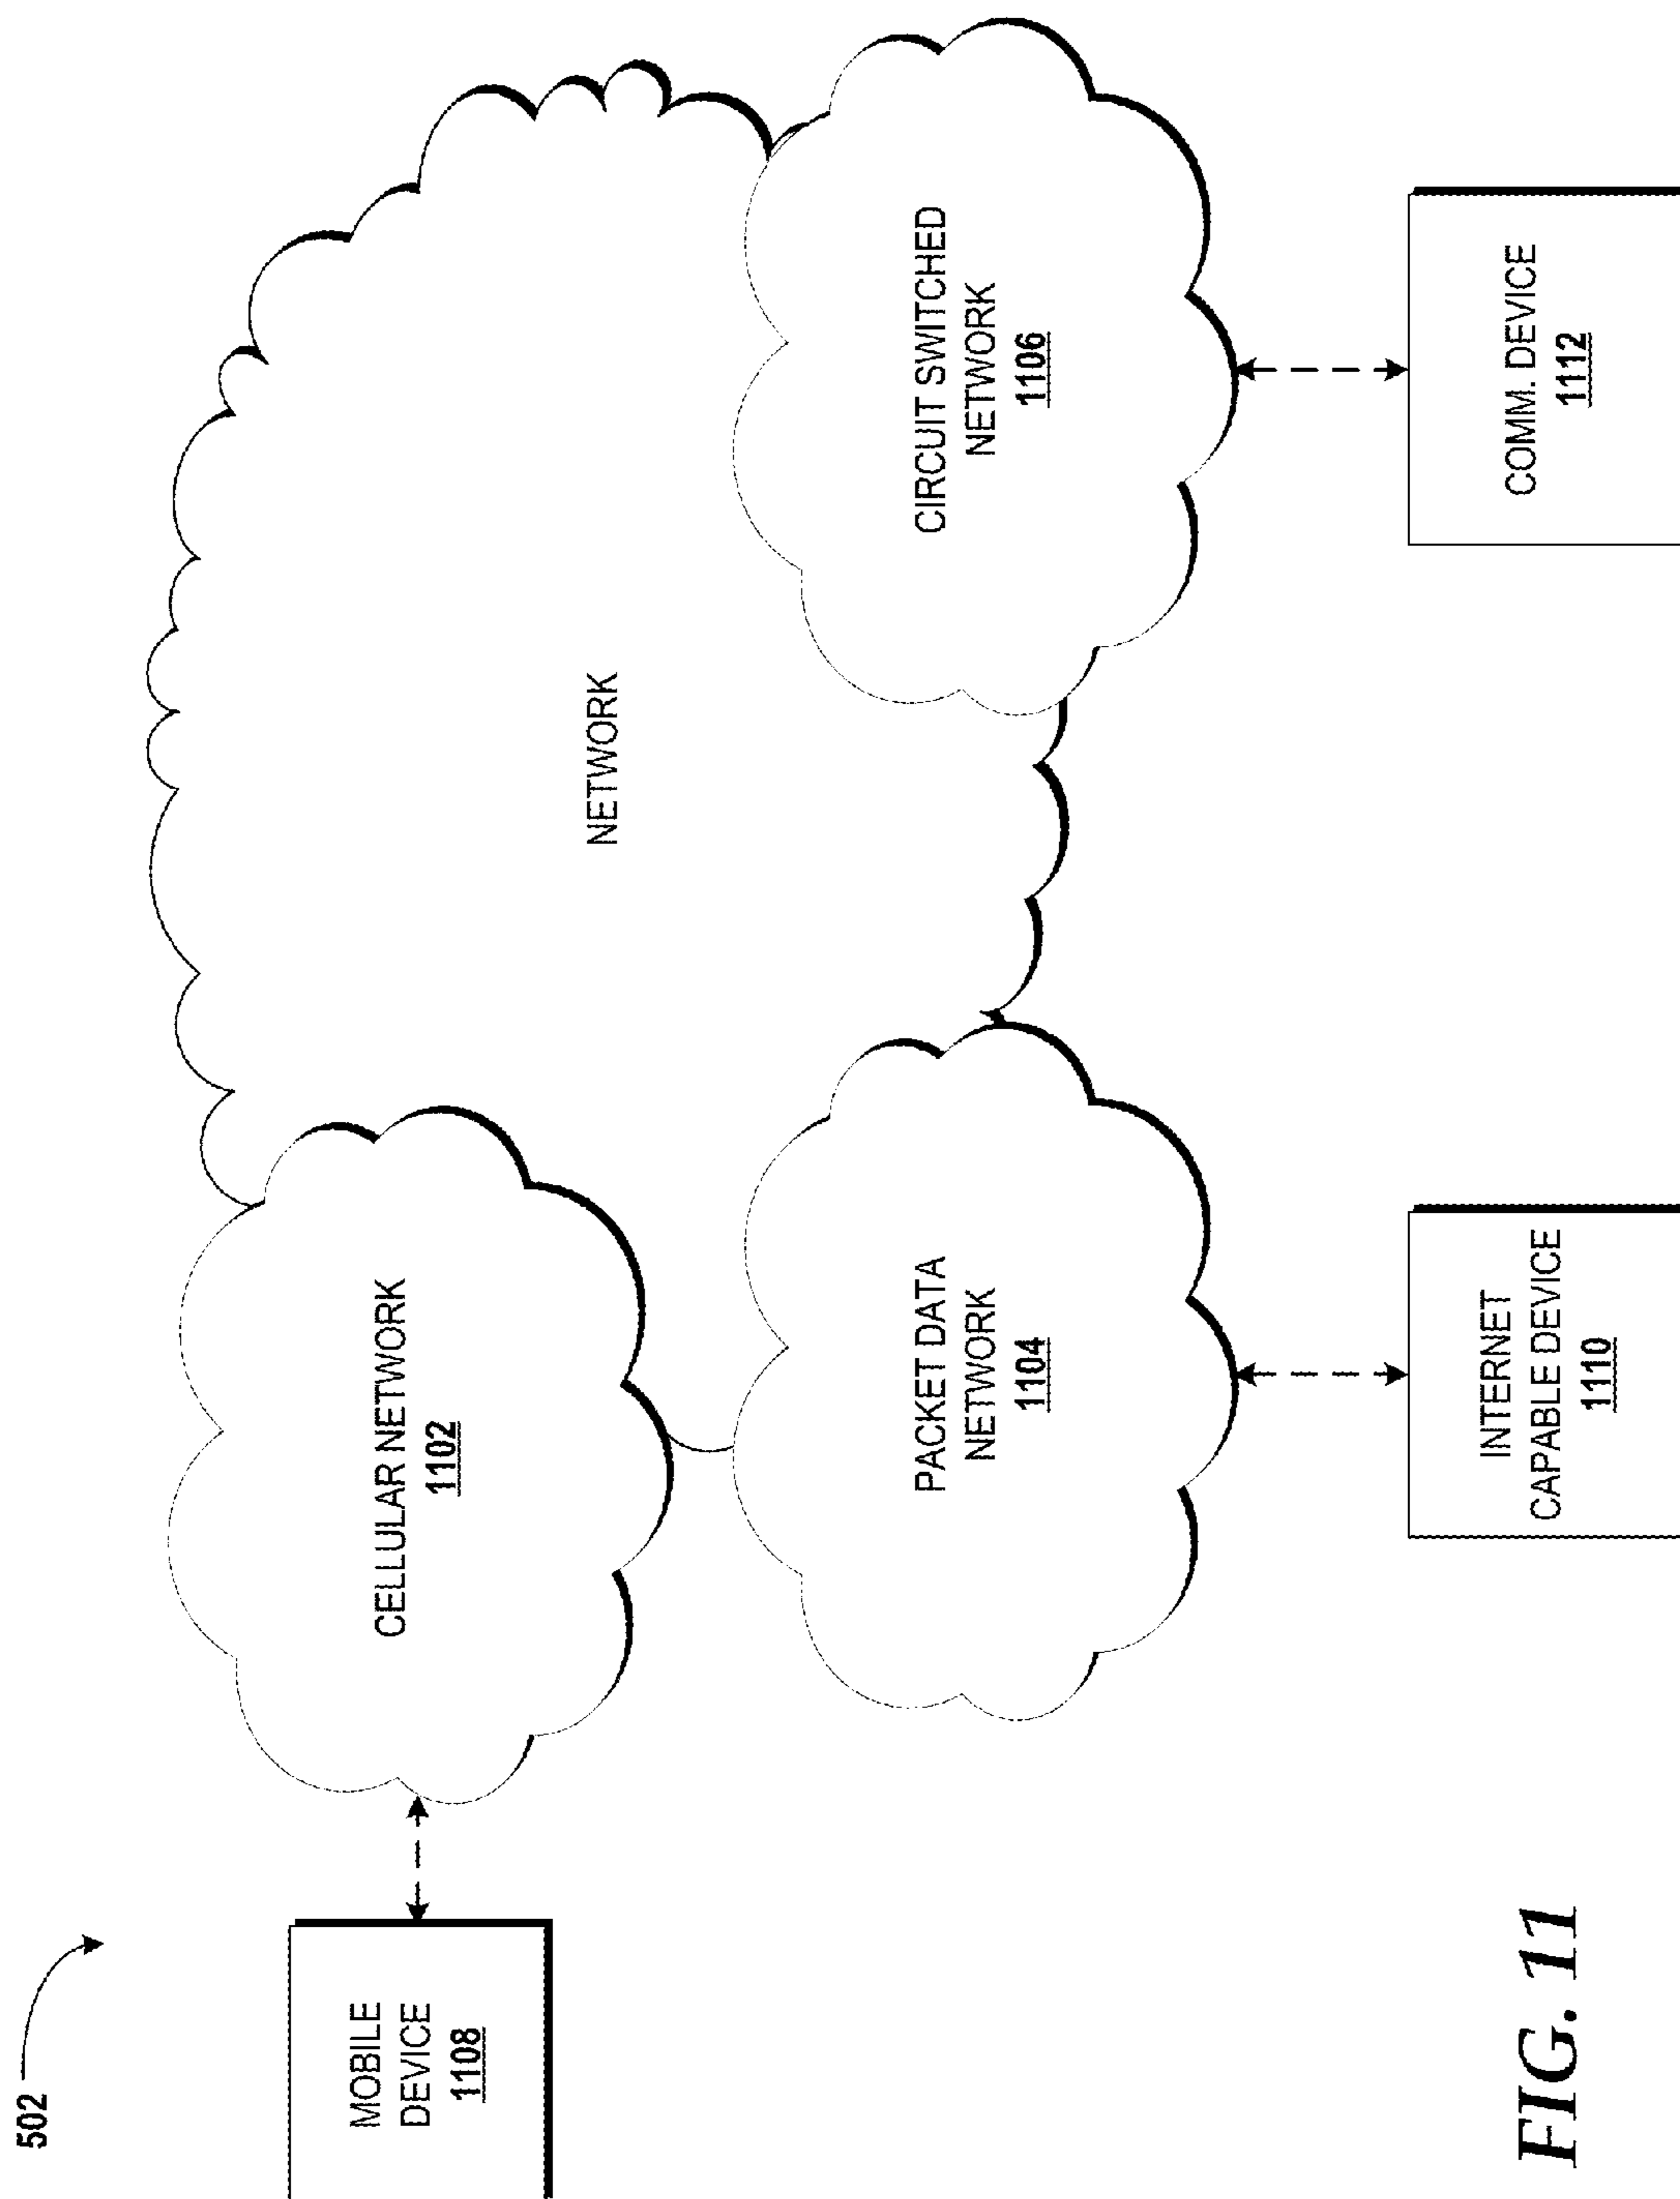 502
MOBILE
DEVICE
1108
CELLULAR NETWORK
1102
NETWORK
PACKET DATA
NETWORK
1104
CIRCUIT SWITCHED
NETWORK
1106
INTERNET
CAPABLE DEVICE
1110
COMM. DEVICE
1112
FIG. 11